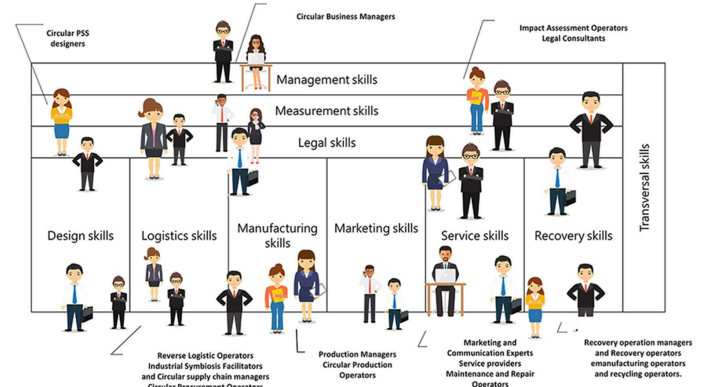 Circular Business Managers
Circular PSS
designers
Impact Assessment Operators
Legal Consultants
Management skills
Measurement skills
Legal skills
Transversal skills
Design skills
Logistics skills
Manufacturing
skills
Marketing skills
Service skills
Recovery skills
Reverse Logistic Operators
Industrial Symbiosis Facilitators
and Circular supply chain managers
Circular Procurement Operators
Production Managers
Circular Production
Operators
Marketing and
Communication Experts
Service providers
Maintenance and Repair
Operators
Recovery operation managers
and Recovery operators
emanufacturing operators
and recycling operators.